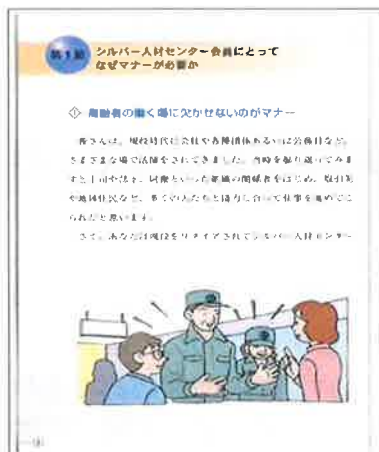 第1章
シルバー人材センター会員にとって
なぜマナーが必要か
① 高齢者の働く場に欠かせないのがマナー
皆さんは、現役時代に会社や各種団体あるいは公務員など、
さまざまな場で活躍をされてきました。当時を振り返ってみま
すと上司や部下、同僚といった組織の関係者をはじめ、取引先
や地域住民など、多くの人たちと協力し合って仕事を進めてこ
られたと思います。
さて、あなたは現役をリタイアされてシルバー人材センター